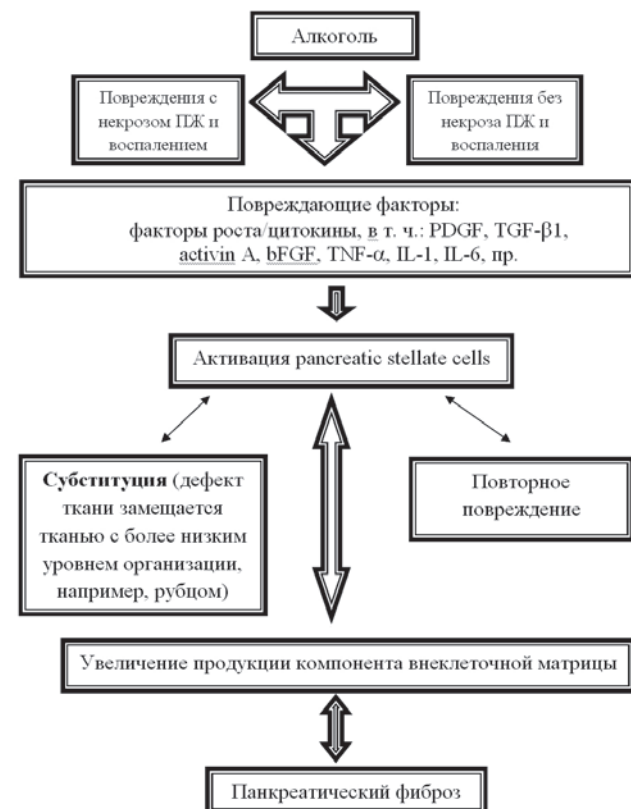 Алкоголь
Повреждения с
некрозом ПЖ и
воспалением
Повреждения без
некроза ПЖ и
воспаления
Повреждающие факторы:
факторы роста/цитокины, в т. ч.: PDGF, TGF-β1,
activin A, bFGF, TNF-α, IL-1, IL-6, пр.
Активация pancreatic stellate cells
Субституция (дефект
ткани замещается
тканью с более низким
уровнем организации,
например, рубцом)
Повторное
повреждение
Увеличение продукции компонента внеклеточной матрицы
Панкреатический фиброз